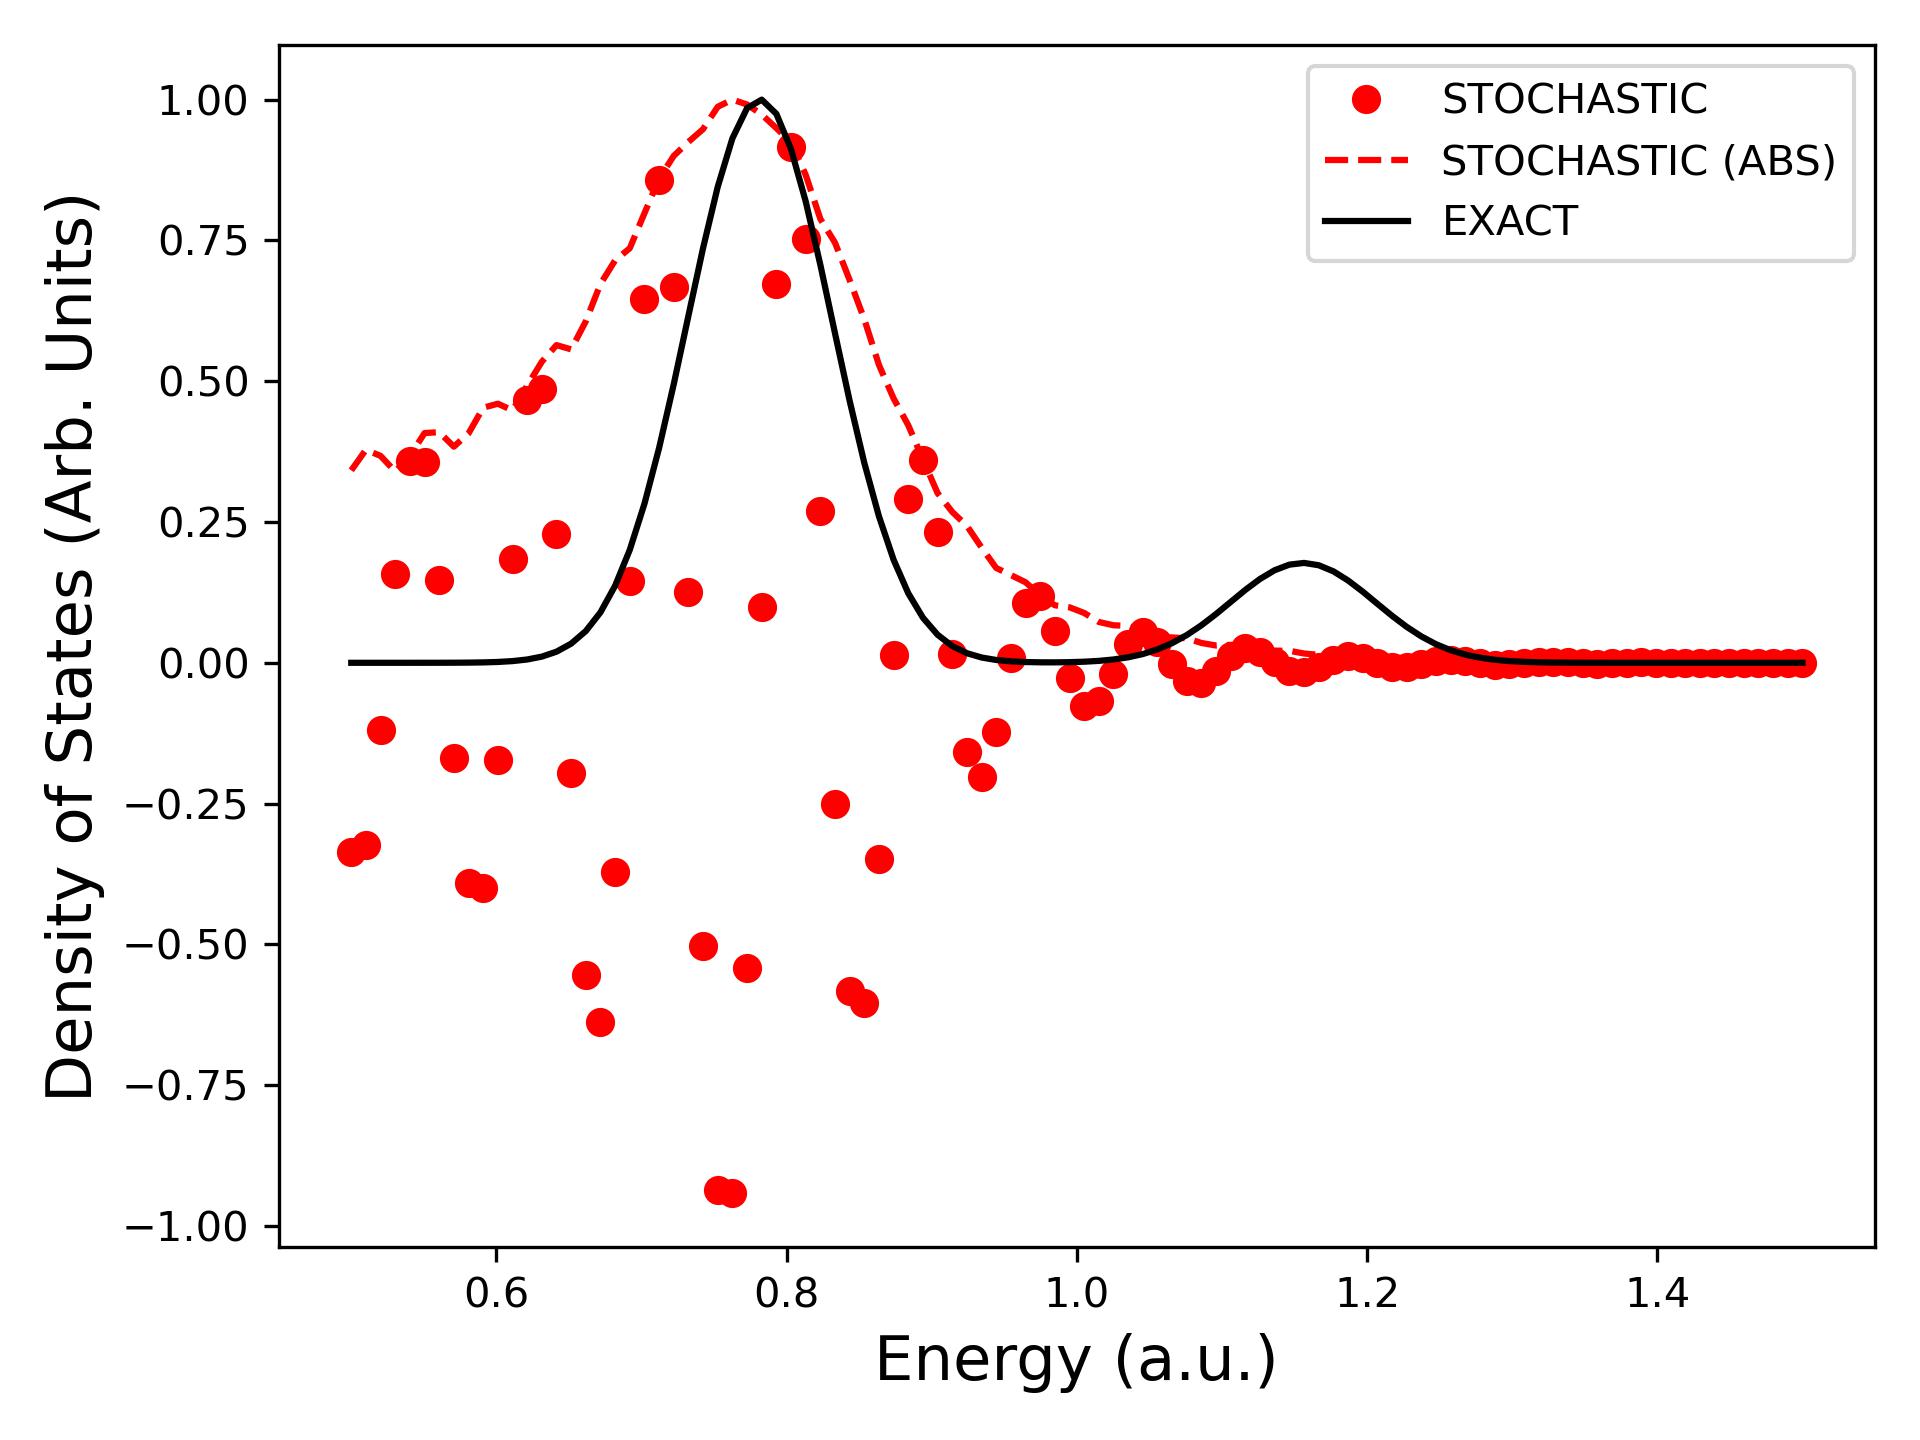 STOCHASTIC
STOCHASTIC (ABS)
EXACT
Density of States (Arb. Units)
1.00
0.75
0.50
0.25
0.00
−0.25
−0.50
−0.75
−1.00
0.6 0.8 1.0 1.2 1.4
Energy (a.u.)